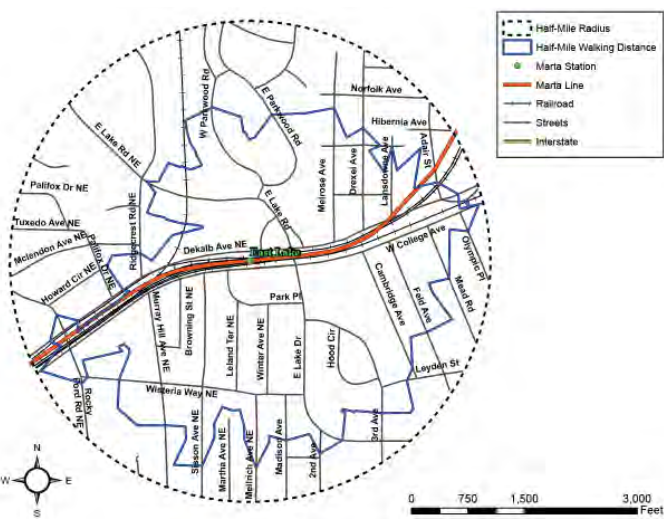 Half-Mile Radius
Half-Mile Walking Distance
Marta Station
Marta Line
Railroad
Streets
Interstate
W Parkwood Rd
E Parkwood Rd
Norfolk Ave
Hibernia Ave
Adair St
E Lake Rd NE
Melrose Ave
Drexel Ave
Lansdowne Ave
Palifox Dr NE
Tuxedo Ave NE
Mclendon Ave NE
Palifox Dr NE
Ridgecrest Rd NE
E Lake Rd
Howard Cir NE
Dekalb Ave NE
East Lake
W College Ave
Olympic Pl
Mead Rd
Feld Ave
Cambridge Ave
Murray Hill Ave NE
Browning St NE
Leland Ter NE
Winter Ave NE
Park Pl
E Lake Dr
Hood Cir
Leyden St
Rocky
Ford Rd NE
Wisteria Way NE
Sisson Ave NE
Martha Ave NE
Mellrich Ave NE
Madison Ave
2nd Ave
3rd Ave
N
W E
S
0 750 1,500 3,000
Feet